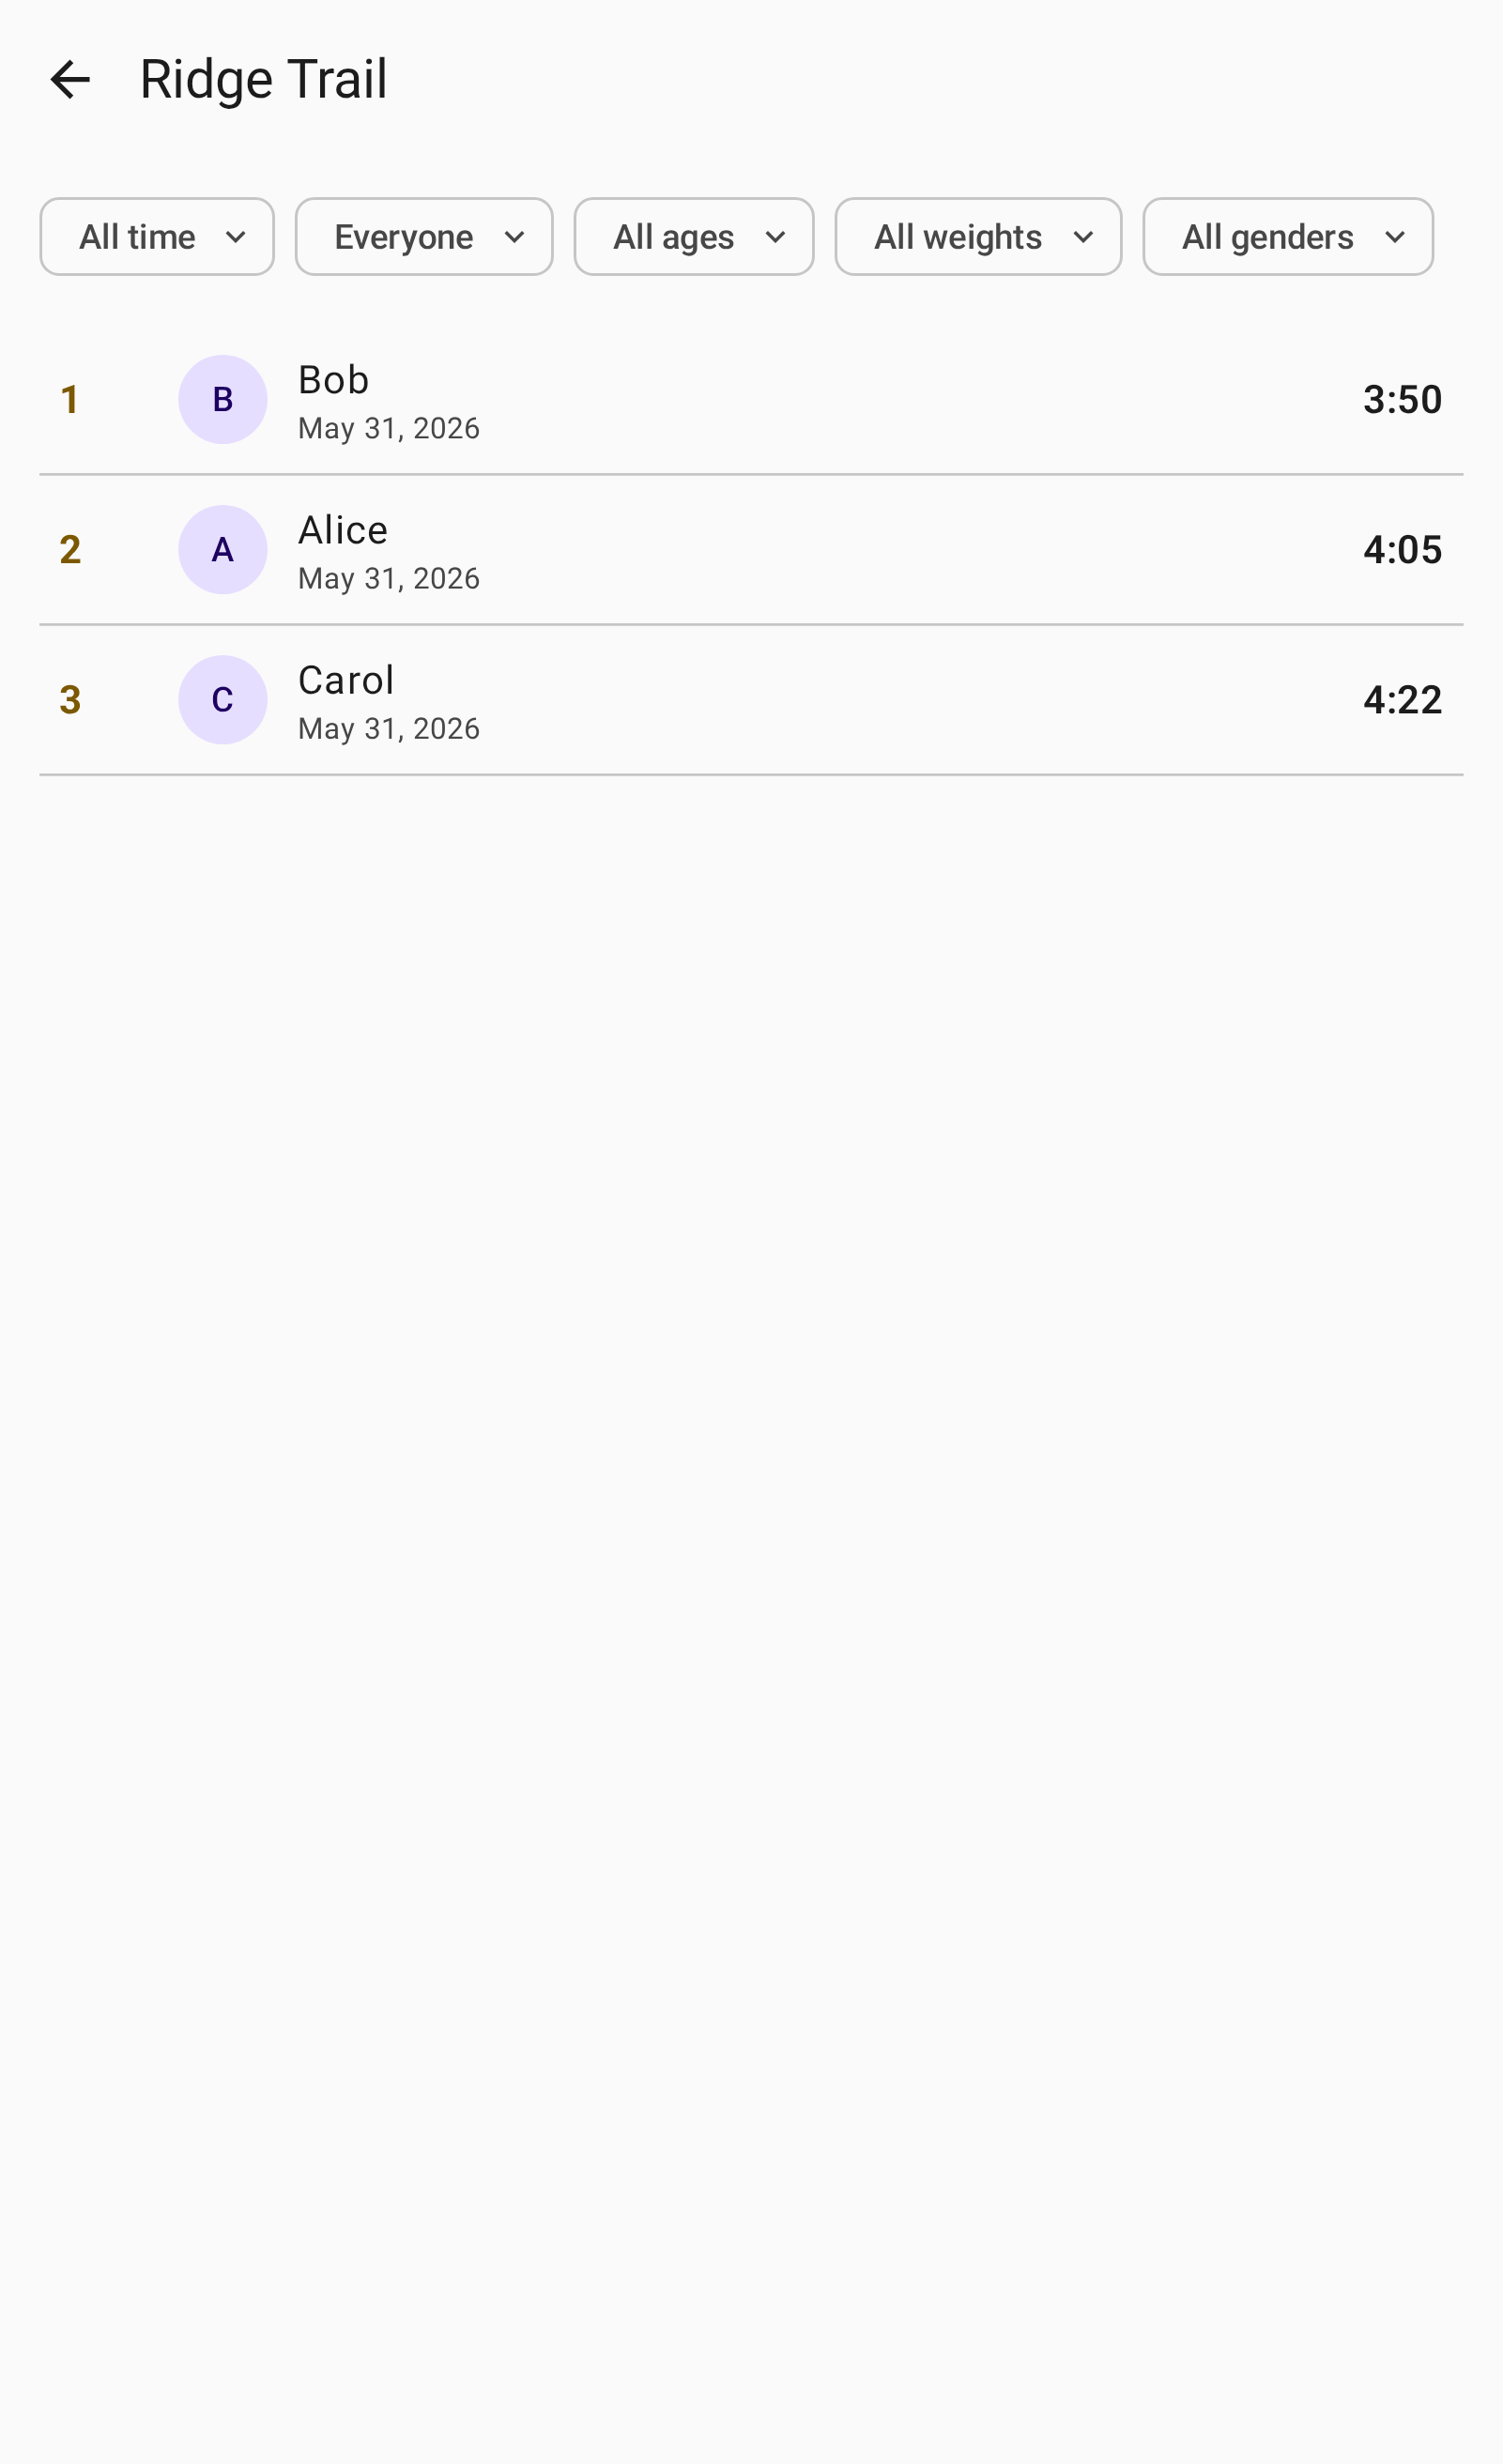 Ridge Trail
All time Everyone All ages All weights All genders
1 B Bob 3:50
May 31, 2026
2 A Alice 4:05
May 31, 2026
3 C Carol 4:22
May 31, 2026